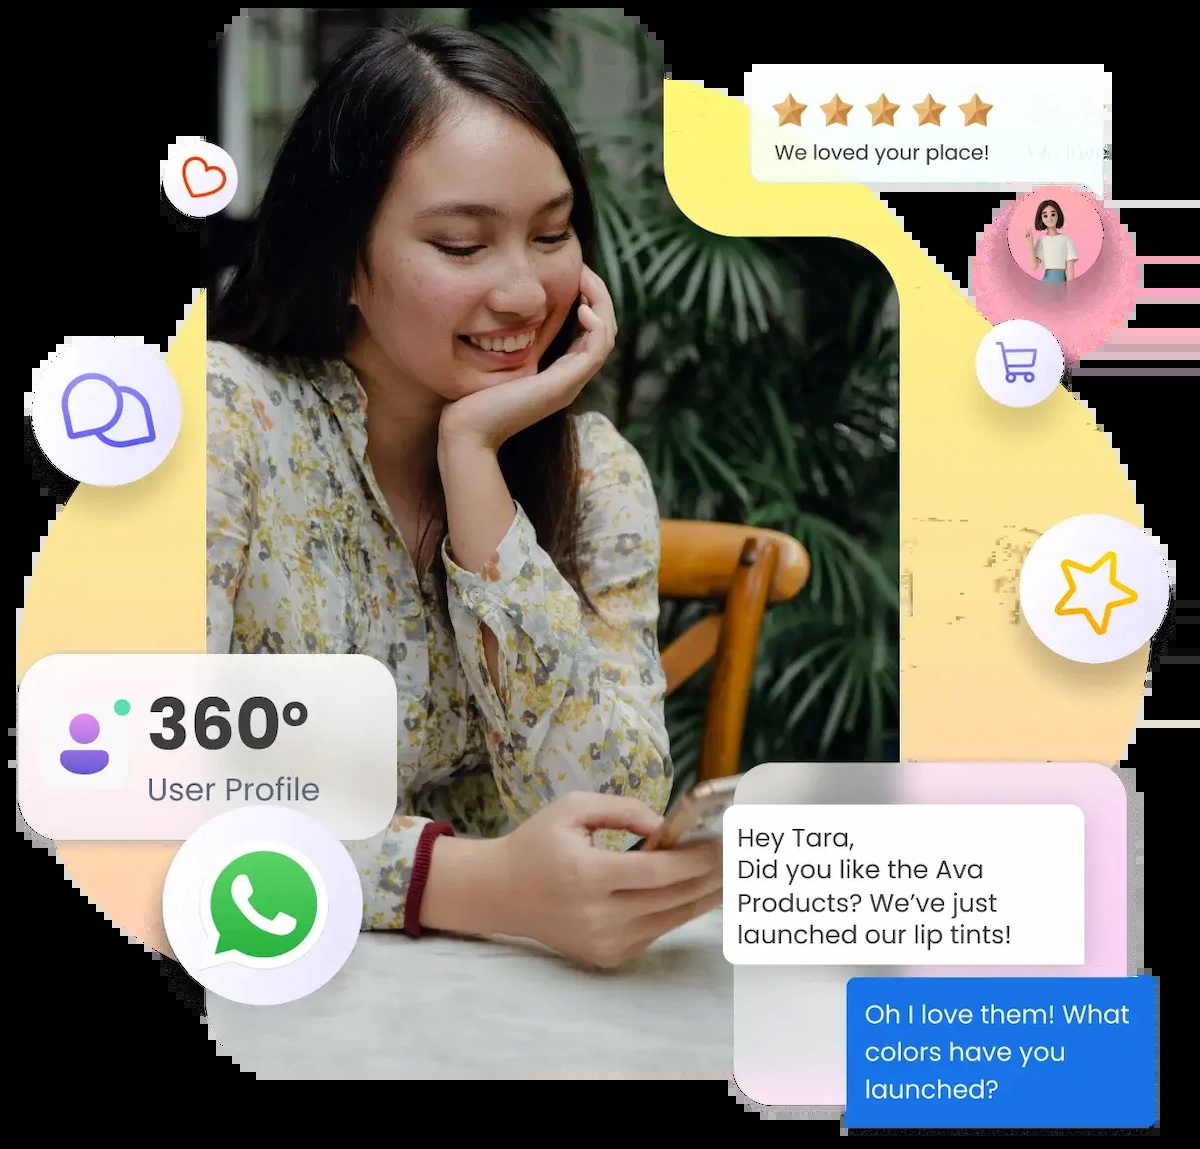 We loved your place!
360°
User Profile
Hey Tara,
Did you like the Ava
Products? We’ve just
launched our lip tints!
Oh I love them! What
colors have you
launched?